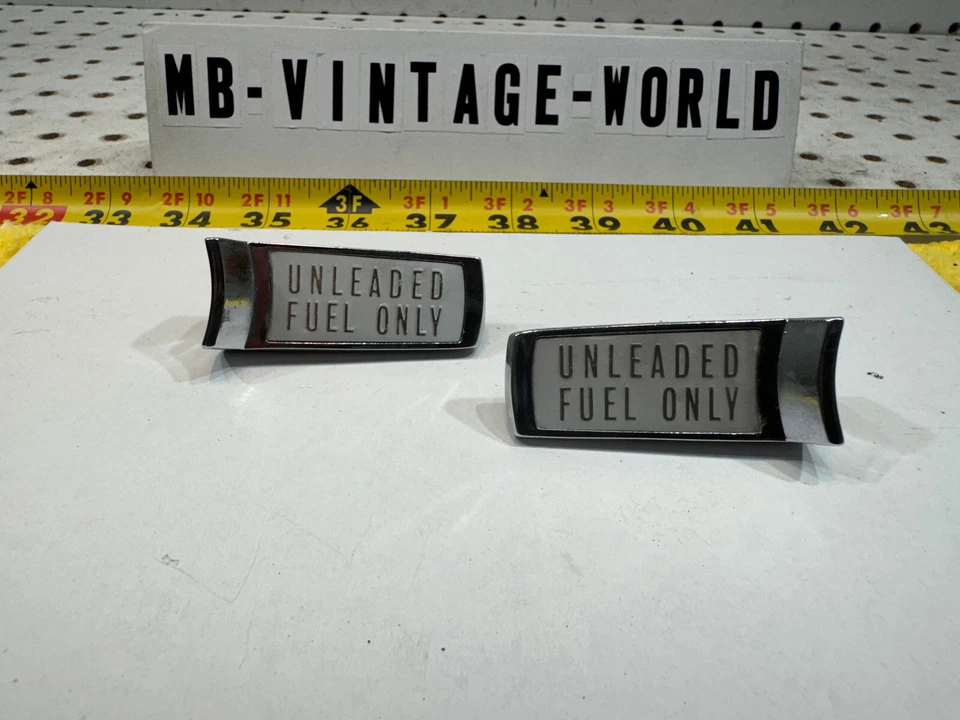 MB-VINTAGE-WORLD
2F 8 2F 9 2F 10 2F 11 3F 3F 1 3F 2 3F 3 3F 4 3F 5 3F 6 3F 7
32 33 34 35 36 37 38 39 40 41 42 43
UNLEADED
FUEL ONLY
UNLEADED
FUEL ONLY